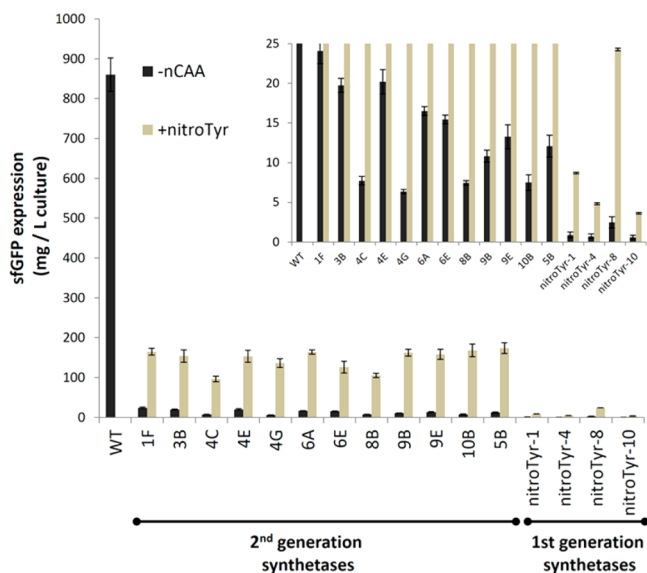 sfGFP expression
(mg / L culture)
1000
900
800
700
600
500
400
300
200
100
0
-nCAA
+nitroTyr
25
20
15
10
5
0
WT 1F 3B 4C 4E 4G 6A 6E 8B 9B 9E 10B 5B nitroTyr-1 nitroTyr-4 nitroTyr-8 nitroTyr-10
WT 1F 3B 4C 4E 4G 6A 6E 8B 9B 9E 10B 5B nitroTyr-1 nitroTyr-4 nitroTyr-8 nitroTyr-10
2nd generation
synthetases
1st generation
synthetases